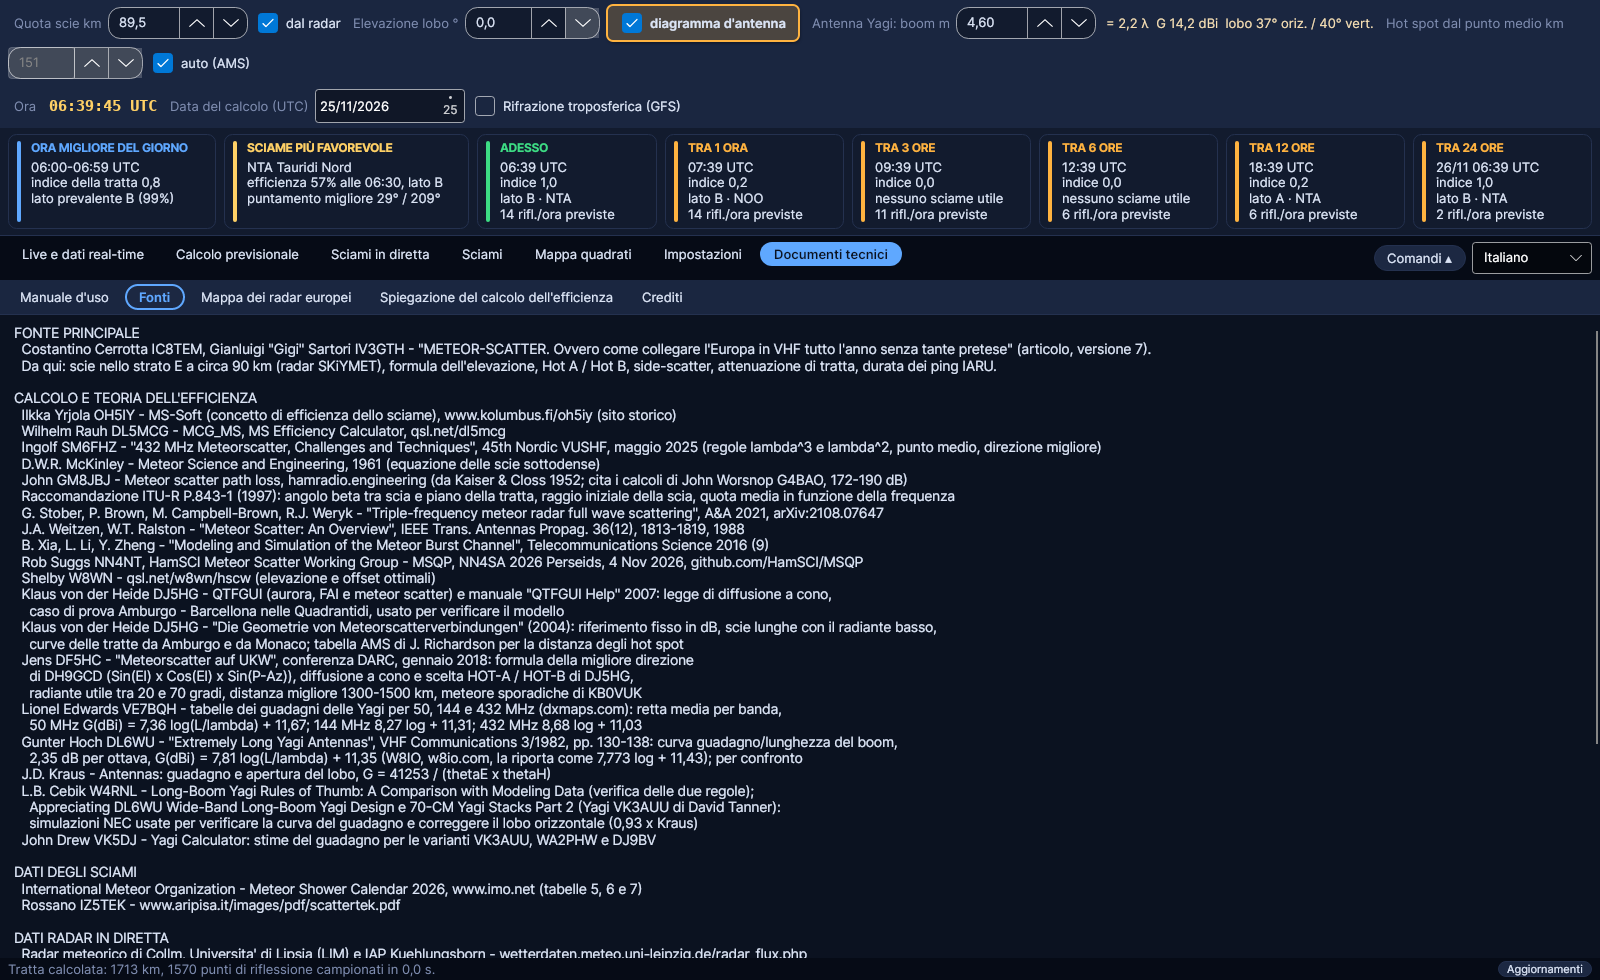 Quota scie km 89,5 dal radar Elevazione lobo ° 0,0 diagramma d'antenna Antenna Yagi: boom m 4,60 = 2,2 λ G 14,2 dBi lobo 37° oriz. / 40° vert. Hot spot dal punto medio km
151 auto (AMS)
Ora 06:39:45 UTC Data del calcolo (UTC) 25/11/2026 25 Rifrazione troposferica (GFS)
ORA MIGLIORE DEL GIORNO
06:00-06:59 UTC
indice della tratta 0,8
lato prevalente B (99%)
SCIAME PIÙ FAVOREVOLE
NTA Tauridi Nord
efficienza 57% alle 06:30, lato B
puntamento migliore 29° / 209°
ADESSO
06:39 UTC
indice 1,0
lato B · NTA
14 rifl./ora previste
TRA 1 ORA
07:39 UTC
indice 0,2
lato B · NOO
14 rifl./ora previste
TRA 3 ORE
09:39 UTC
indice 0,0
nessuno sciame utile
11 rifl./ora previste
TRA 6 ORE
12:39 UTC
indice 0,0
nessuno sciame utile
6 rifl./ora previste
TRA 12 ORE
18:39 UTC
indice 0,2
lato A · NTA
6 rifl./ora previste
TRA 24 ORE
26/11 06:39 UTC
indice 1,0
lato B · NTA
2 rifl./ora previste
Live e dati real-time Calcolo previsionale Sciami in diretta Sciami Mappa quadrati Impostazioni Documenti tecnici Comandi ▴ Italiano
Manuale d'uso Fonti Mappa dei radar europei Spiegazione del calcolo dell'efficienza Crediti
FONTE PRINCIPALE
Costantino Cerrotta IC8TEM, Gianluigi "Gigi" Sartori IV3GTH - "METEOR-SCATTER. Ovvero come collegare l'Europa in VHF tutto l'anno senza tante pretese" (articolo, versione 7).
Da qui: scie nello strato E a circa 90 km (radar SKiYMET), formula dell'elevazione, Hot A / Hot B, side-scatter, attenuazione di tratta, durata dei ping IARU.
CALCOLO E TEORIA DELL'EFFICIENZA
Ilkka Yrjola OH5IY - MS-Soft (concetto di efficienza dello sciame), www.kolumbus.fi/oh5iy (sito storico)
Wilhelm Rauh DL5MCG - MCG_MS, MS Efficiency Calculator, qsl.net/dl5mcg
Ingolf SM6FHZ - "432 MHz Meteorscatter, Challenges and Techniques", 45th Nordic VUSHF, maggio 2025 (regole lambda^3 e lambda^2, punto medio, direzione migliore)
D.W.R. McKinley - Meteor Science and Engineering, 1961 (equazione delle scie sottodense)
John GM8JBJ - Meteor scatter path loss, hamradio.engineering (da Kaiser & Closs 1952; cita i calcoli di John Worsnop G4BAO, 172-190 dB)
Raccomandazione ITU-R P.843-1 (1997): angolo beta tra scia e piano della tratta, raggio iniziale della scia, quota media in funzione della frequenza
G. Stober, P. Brown, M. Campbell-Brown, R.J. Weryk - "Triple-frequency meteor radar full wave scattering", A&A 2021, arXiv:2108.07647
J.A. Weitzen, W.T. Ralston - "Meteor Scatter: An Overview", IEEE Trans. Antennas Propag. 36(12), 1813-1819, 1988
B. Xia, L. Li, Y. Zheng - "Modeling and Simulation of the Meteor Burst Channel", Telecommunications Science 2016 (9)
Rob Suggs NN4NT, HamSCI Meteor Scatter Working Group - MSQP, NN4SA 2026 Perseids, 4 Nov 2026, github.com/HamSCI/MSQP
Shelby W8WN - qsl.net/w8wn/hscw (elevazione e offset ottimali)
Klaus von der Heide DJ5HG - QTFGUI (aurora, FAI e meteor scatter) e manuale "QTFGUI Help" 2007: legge di diffusione a cono,
caso di prova Amburgo - Barcellona nelle Quadrantidi, usato per verificare il modello
Klaus von der Heide DJ5HG - "Die Geometrie von Meteorscatterverbindungen" (2004): riferimento fisso in dB, scie lunghe con il radiante basso,
curve delle tratte da Amburgo e da Monaco; tabella AMS di J. Richardson per la distanza degli hot spot
Jens DF5HC - "Meteorscatter auf UKW", conferenza DARC, gennaio 2018: formula della migliore direzione
di DH9GCD (Sin(El) x Cos(El) x Sin(P-Az)), diffusione a cono e scelta HOT-A / HOT-B di DJ5HG,
radiante utile tra 20 e 70 gradi, distanza migliore 1300-1500 km, meteore sporadiche di KB0VUK
Lionel Edwards VE7BQH - tabelle dei guadagni delle Yagi per 50, 144 e 432 MHz (dxmaps.com): retta media per banda,
50 MHz G(dBi) = 7,36 log(L/lambda) + 11,67; 144 MHz 8,27 log + 11,31; 432 MHz 8,68 log + 11,03
Gunter Hoch DL6WU - "Extremely Long Yagi Antennas", VHF Communications 3/1982, pp. 130-138: curva guadagno/lunghezza del boom,
2,35 dB per ottava, G(dBi) = 7,81 log(L/lambda) + 11,35 (W8IO, w8io.com, la riporta come 7,773 log + 11,43); per confronto
J.D. Kraus - Antennas: guadagno e apertura del lobo, G = 41253 / (thetaE x thetaH)
L.B. Cebik W4RNL - Long-Boom Yagi Rules of Thumb: A Comparison with Modeling Data (verifica delle due regole);
Appreciating DL6WU Wide-Band Long-Boom Yagi Design e 70-CM Yagi Stacks Part 2 (Yagi VK3AUU di David Tanner):
simulazioni NEC usate per verificare la curva del guadagno e correggere il lobo orizzontale (0,93 x Kraus)
John Drew VK5DJ - Yagi Calculator: stime del guadagno per le varianti VK3AUU, WA2PHW e DJ9BV
DATI DEGLI SCIAMI
International Meteor Organization - Meteor Shower Calendar 2026, www.imo.net (tabelle 5, 6 e 7)
Rossano IZ5TEK - www.aripisa.it/images/pdf/scattertek.pdf
DATI RADAR IN DIRETTA
Radar meteorico di Collm, Universita' di Lipsia (LIM) e IAP Kuehlungsborn - wetterdaten.meteo.uni-leipzig.de/radar_flux.php
Tratta calcolata: 1713 km, 1570 punti di riflessione campionati in 0,0 s. Aggiornamenti